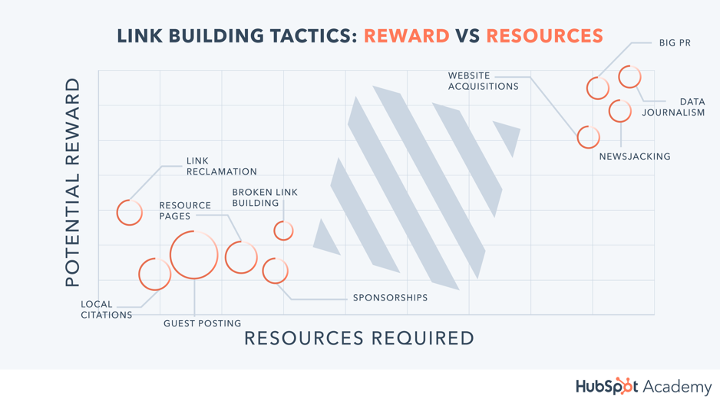 LINK BUILDING TACTICS: REWARD VS RESOURCES
BIG PR
WEBSITE
ACQUISITIONS
DATA
JOURNALISM
NEWSJACKING
POTENTIAL REWARD
LINK
RECLAMATION
BROKEN LINK
BUILDING
RESOURCE
PAGES
LOCAL
CITATIONS
GUEST POSTING
SPONSORSHIPS
RESOURCES REQUIRED
HubSpot Academy